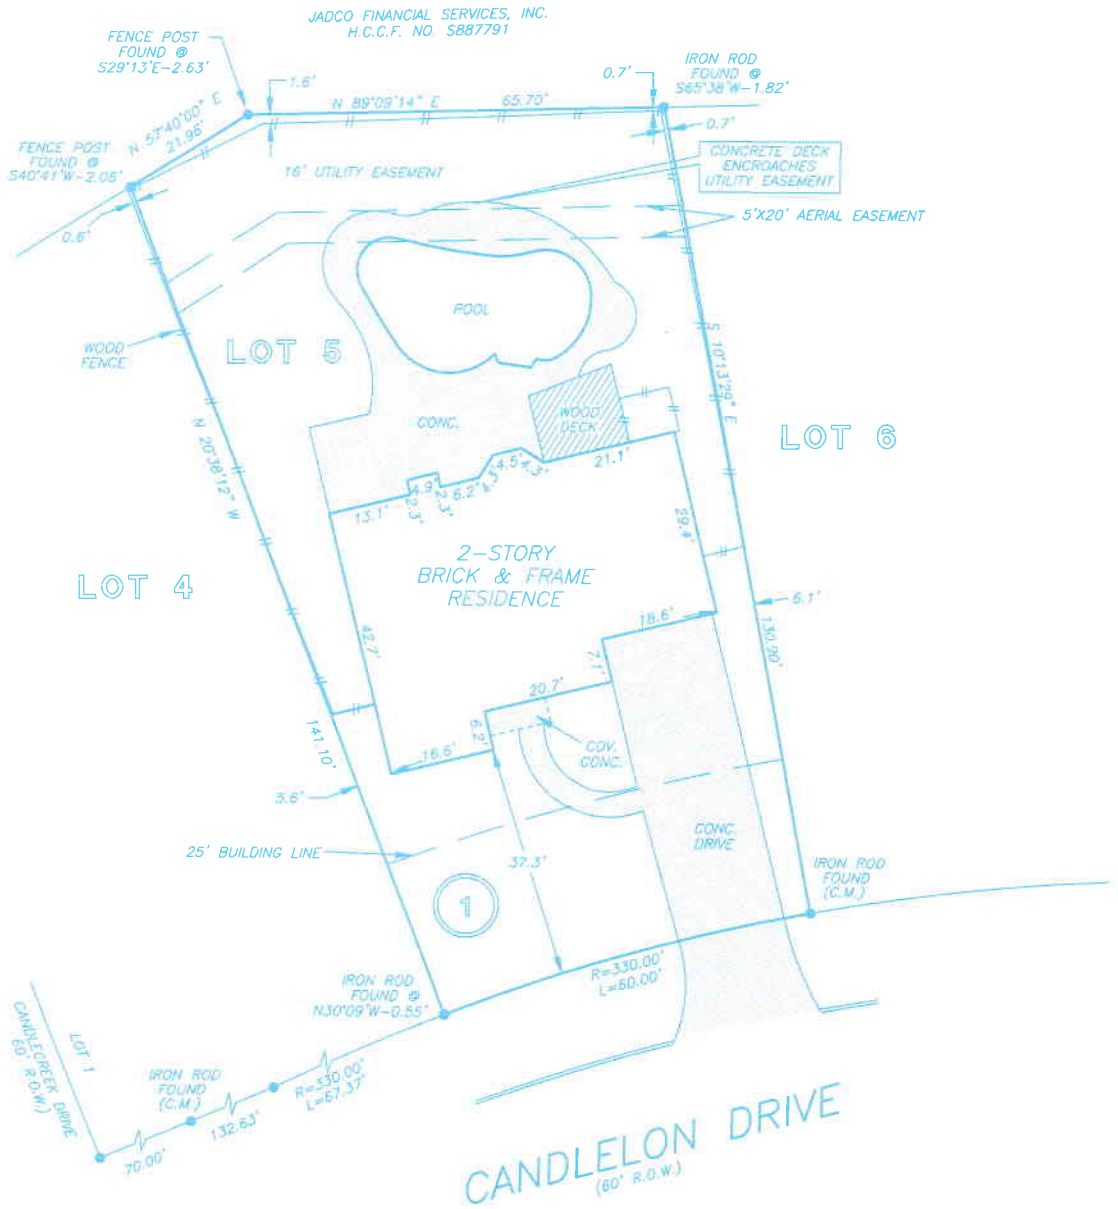 JADCO FINANCIAL SERVICES, INC.
H.C.C.F. NO. S887791
FENCE POST
FOUND @
S29°13'E-2.63'
IRON ROD
FOUND @
S65°38'W-1.82'
1.6'
0.7'
N 89°09'14" E
65.70'
N 57°40'00" E
21.96'
0.7'
FENCE POST
FOUND @
S40°41'W-2.06'
CONCRETE DECK
ENCROACHES
UTILITY EASEMENT
16' UTILITY EASEMENT
5'X20' AERIAL EASEMENT
0.6'
POOL
WOOD
FENCE
LOT 5
S 10°13'29" E
130.90'
WOOD
DECK
CONC.
LOT 6
N 20°38'12" W
141.10'
13.1'
2.3'
4.9'
2.3'
6.2'
4.3'
4.5'
4.3'
21.1'
29.4'
2-STORY
BRICK & FRAME
RESIDENCE
LOT 4
42.7'
18.6'
6.1'
7.1'
20.7'
6.2'
16.6'
COV.
CONC.
5.6'
25' BUILDING LINE
CONC.
DRIVE
37.3'
1
IRON ROD
FOUND
(C.M.)
IRON ROD
FOUND @
N30°09'W-0.55'
R=330.00'
L=60.00'
LOT 1
CANDLECREEK DRIVE
60' R.O.W.)
IRON ROD
FOUND
(C.M.)
R=330.00'
L=67.37'
132.63'
70.00'
CANDLELON DRIVE
(60' R.O.W.)